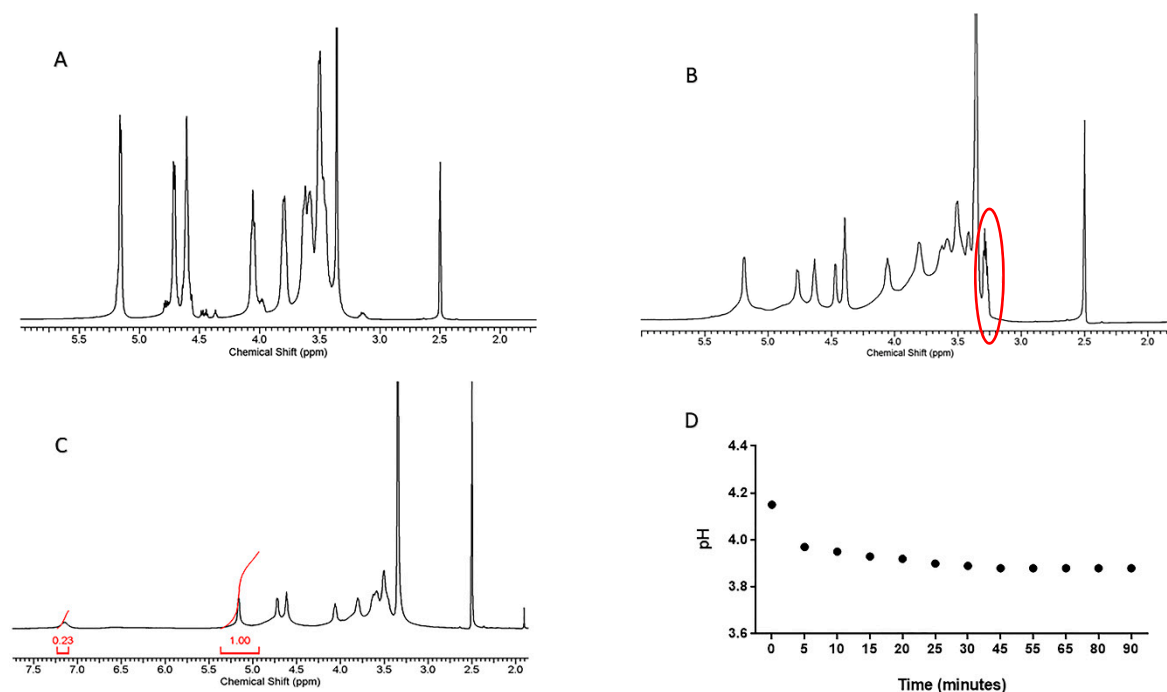 A
5.0 4.5 4.0 3.5 3.0 2.5 2.0
Chemical Shift (ppm)
B
5.5 5.0 4.5 4.0 3.5 3.0 2.5 2.0
Chemical Shift (ppm)
C
0.23 1.00
7.5 7.0 6.5 6.0 5.5 5.0 4.5 4.0 3.5 3.0 2.5 2.0
Chemical Shift (ppm)
D
4.4
4.2
4.0
3.8
3.6
pH
0 5 10 15 20 25 30 45 55 65 80 90
Time (minutes)